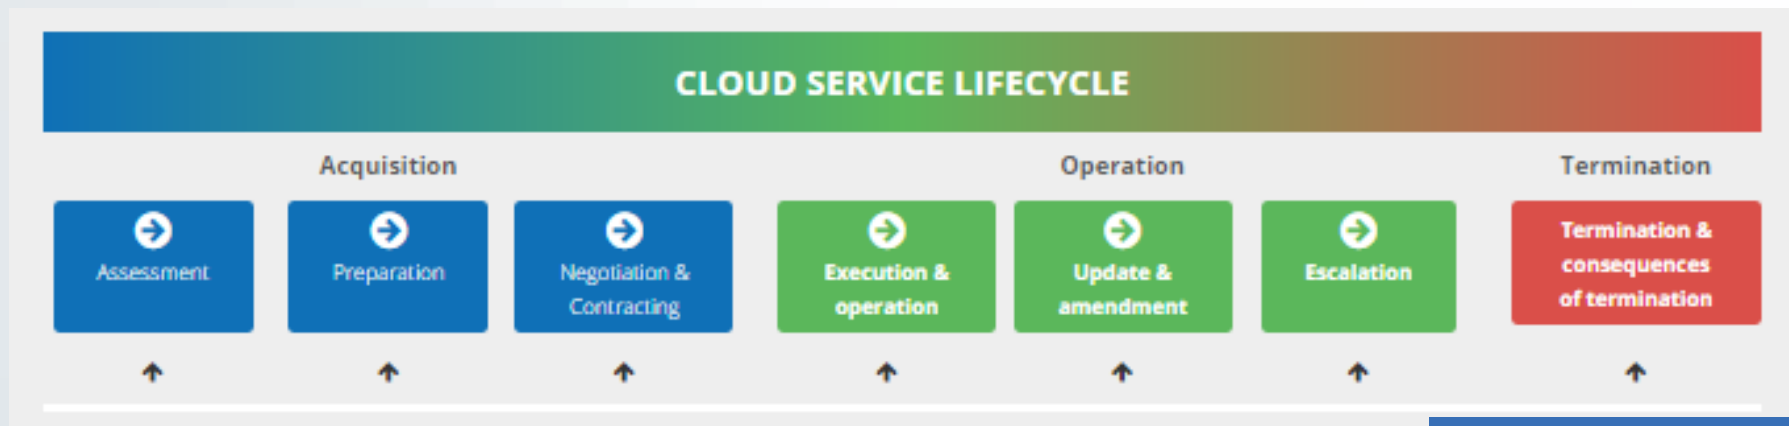 CLOUD SERVICE LIFECYCLE
Acquisition
Operation
Termination
Assessment
Preparation
Negotiation &
Contracting
Execution &
operation
Update &
amendment
Escalation
Termination &
consequences
of termination